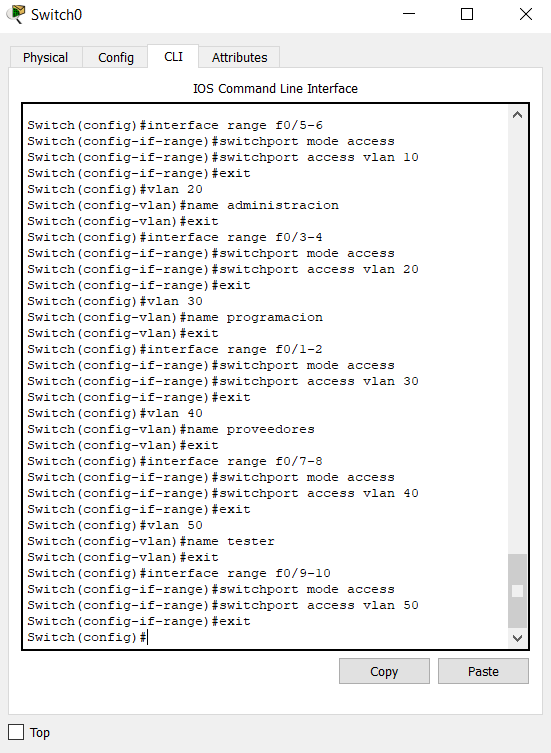 Switch0
Physical Config CLI Attributes
IOS Command Line Interface
Switch(config)#interface range f0/5-6
Switch(config-if-range)#switchport mode access
Switch(config-if-range)#switchport access vlan 10
Switch(config-if-range)#exit
Switch(config)#vlan 20
Switch(config-vlan)#name administracion
Switch(config-vlan)#exit
Switch(config)#interface range f0/3-4
Switch(config-if-range)#switchport mode access
Switch(config-if-range)#switchport access vlan 20
Switch(config-if-range)#exit
Switch(config)#vlan 30
Switch(config-vlan)#name programacion
Switch(config-vlan)#exit
Switch(config)#interface range f0/1-2
Switch(config-if-range)#switchport mode access
Switch(config-if-range)#switchport access vlan 30
Switch(config-if-range)#exit
Switch(config)#vlan 40
Switch(config-vlan)#name proveedores
Switch(config-vlan)#exit
Switch(config)#interface range f0/7-8
Switch(config-if-range)#switchport mode access
Switch(config-if-range)#switchport access vlan 40
Switch(config-if-range)#exit
Switch(config)#vlan 50
Switch(config-vlan)#name tester
Switch(config-vlan)#exit
Switch(config)#interface range f0/9-10
Switch(config-if-range)#switchport mode access
Switch(config-if-range)#switchport access vlan 50
Switch(config-if-range)#exit
Switch(config)#
Copy Paste
Top